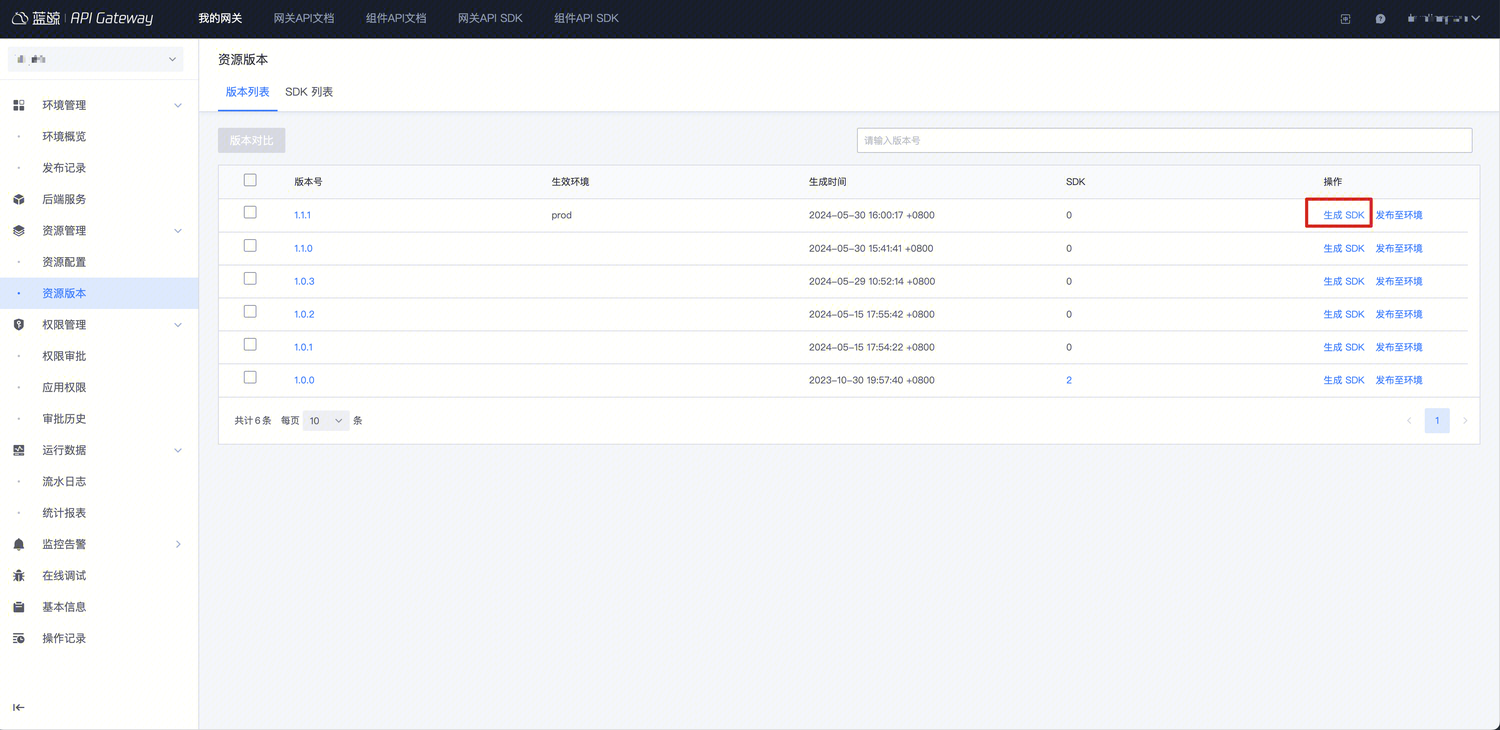 蓝鲸 API Gateway 我的网关 网关API文档 组件API文档 网关API SDK 组件API SDK
资源版本
版本列表 SDK 列表
环境管理
环境概览
发布记录
后端服务
资源管理
资源配置
资源版本
权限管理
权限审批
应用权限
审批历史
运行数据
流水日志
统计报表
监控告警
在线调试
基本信息
操作记录
版本对比 请输入版本号
版本号 生效环境 生成时间 SDK 操作
1.1.1 prod 2024-05-30 16:00:17 +0800 0 生成 SDK 发布至环境
1.1.0 2024-05-30 15:41:41 +0800 0 生成 SDK 发布至环境
1.0.3 2024-05-29 10:52:14 +0800 0 生成 SDK 发布至环境
1.0.2 2024-05-15 17:55:42 +0800 0 生成 SDK 发布至环境
1.0.1 2024-05-15 17:54:22 +0800 0 生成 SDK 发布至环境
1.0.0 2023-10-30 19:57:40 +0800 2 生成 SDK 发布至环境
共计 6 条 每页 10 条 1